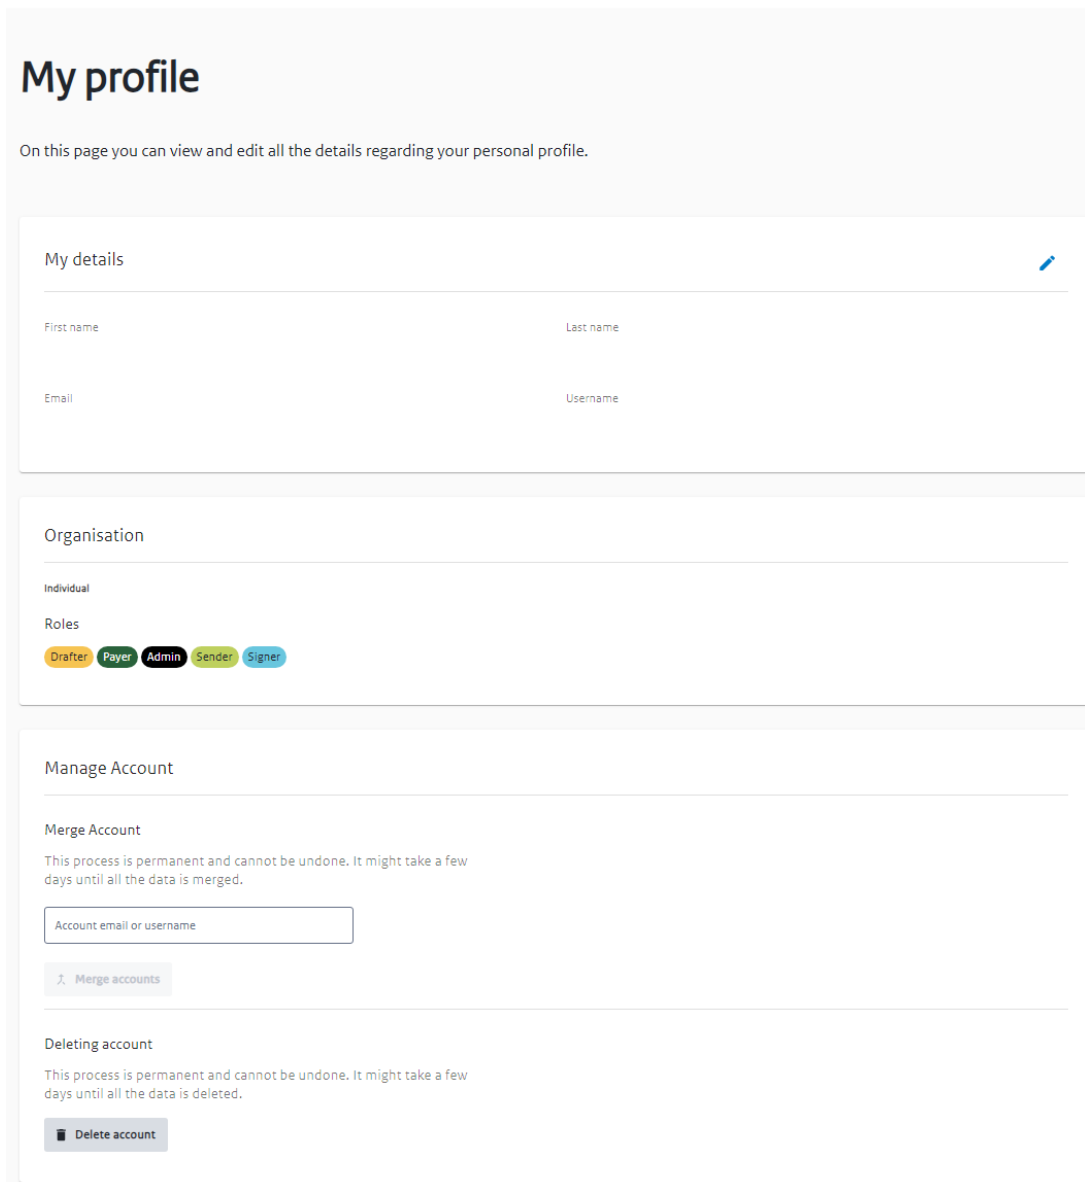 My profile
On this page you can view and edit all the details regarding your personal profile.
My details
First name
Last name
Email
Username
Organisation
Individual
Roles
Drafter Payer Admin Sender Signer
Manage Account
Merge Account
This process is permanent and cannot be undone. It might take a few
days until all the data is merged.
Account email or username
Merge accounts
Deleting account
This process is permanent and cannot be undone. It might take a few
days until all the data is deleted.
Delete account